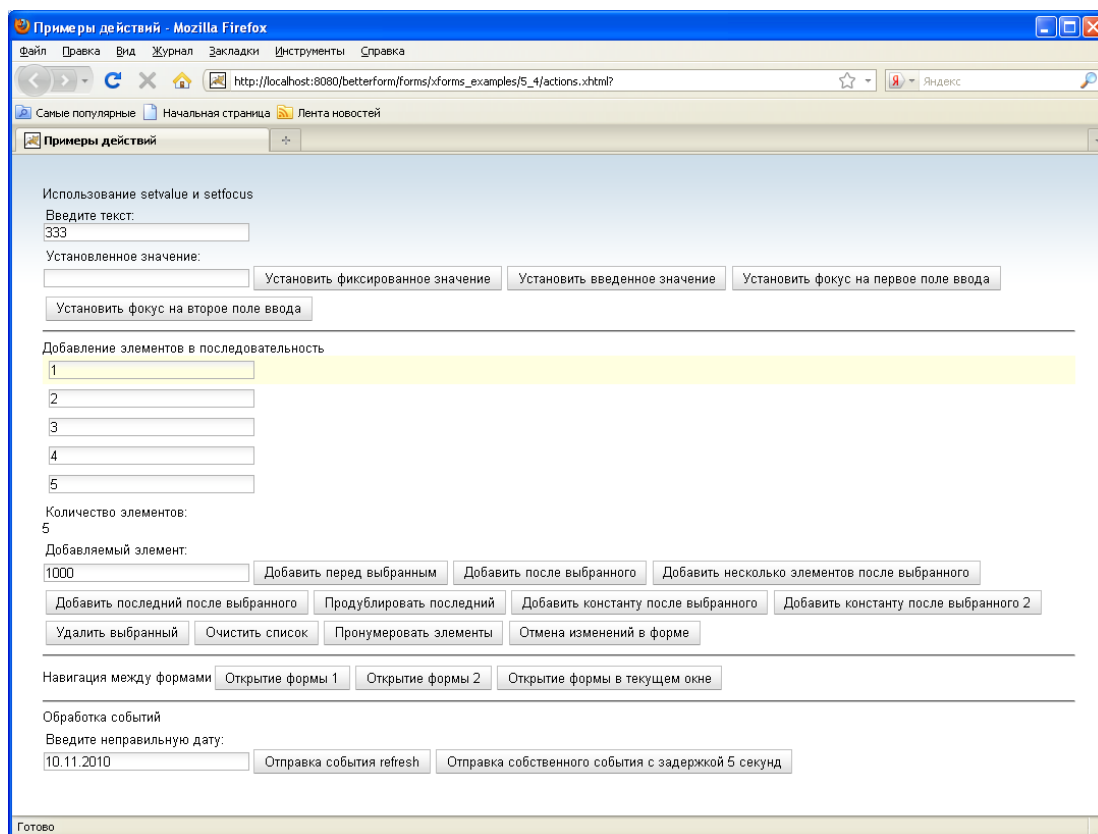 Примеры действий - Mozilla Firefox
Файл Правка Вид Журнал Закладки Инструменты Справка
http://localhost:8080/betterform/forms/xforms_examples/5_4/actions.xhtml? Я Яндекс
Самые популярные Начальная страница Лента новостей
Примеры действий
Использование setvalue и setfocus
Введите текст:
333
Установленное значение:
Установить фиксированное значение Установить введенное значение Установить фокус на первое поле ввода
Установить фокус на второе поле ввода
Добавление элементов в последовательность
1
2
3
4
5
Количество элементов:
5
Добавляемый элемент:
1000 Добавить перед выбранным Добавить после выбранного Добавить несколько элементов после выбранного
Добавить последний после выбранного Продублировать последний Добавить константу после выбранного Добавить константу после выбранного 2
Удалить выбранный Очистить список Пронумеровать элементы Отмена изменений в форме
Навигация между формами Открытие формы 1 Открытие формы 2 Открытие формы в текущем окне
Обработка событий
Введите неправильную дату:
10.11.2010 Отправка события refresh Отправка собственного события с задержкой 5 секунд
Готово